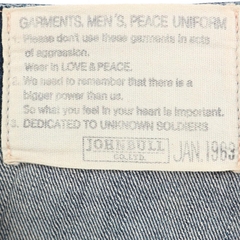 GARMENTS, MEN'S, PEACE UNIFORM
1. Please don't use these garments in acts
of aggression.
Wear in LOVE & PEACE.
2. We need to remember that there is a
bigger power than us.
So what you feel in your heart is important.
3. DEDICATED TO UNKNOWN SOLDIERS
JOHNBULL
CO.LTD. JAN.1963